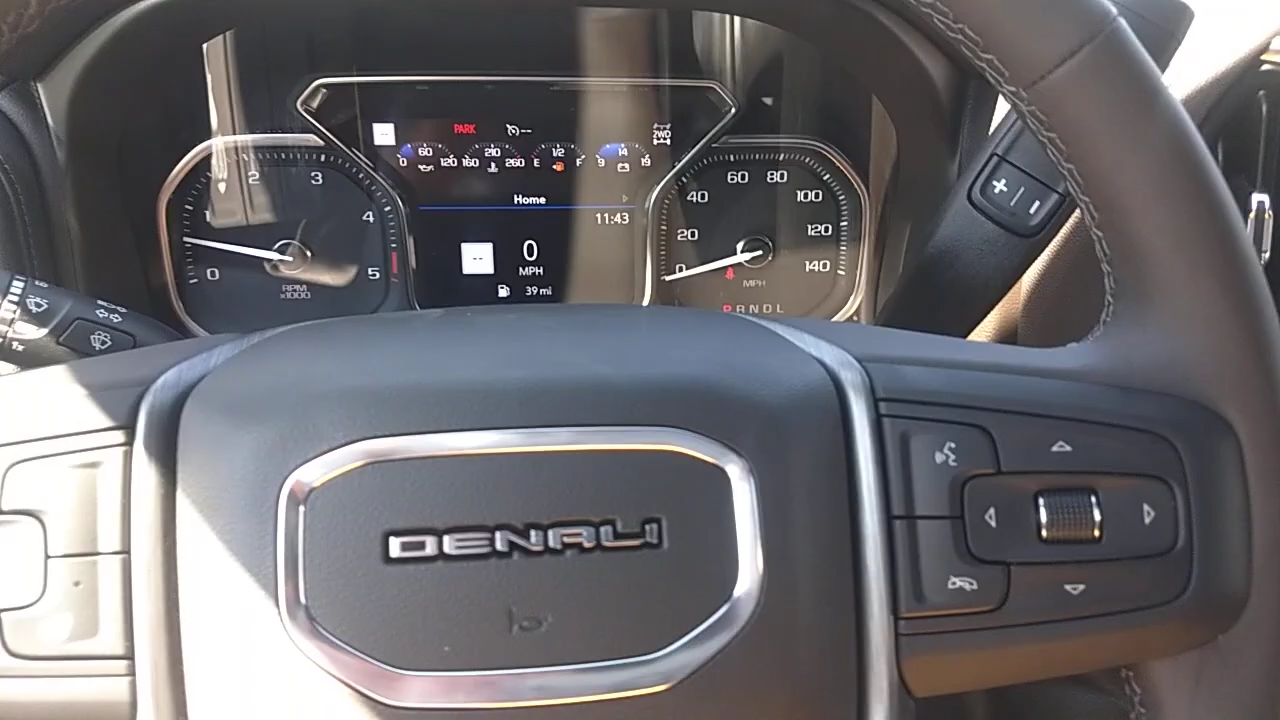 PARK --
--
2WD
60 210 1/2 14
0 120 160 260 E F 9 19
Home
11:43
--
0
MPH
39 mi
0 1 2 3 4 5
RPM
x1000
0 20 40 60 80 100 120 140
MPH
PRNDL
1x
+ -
DENALI